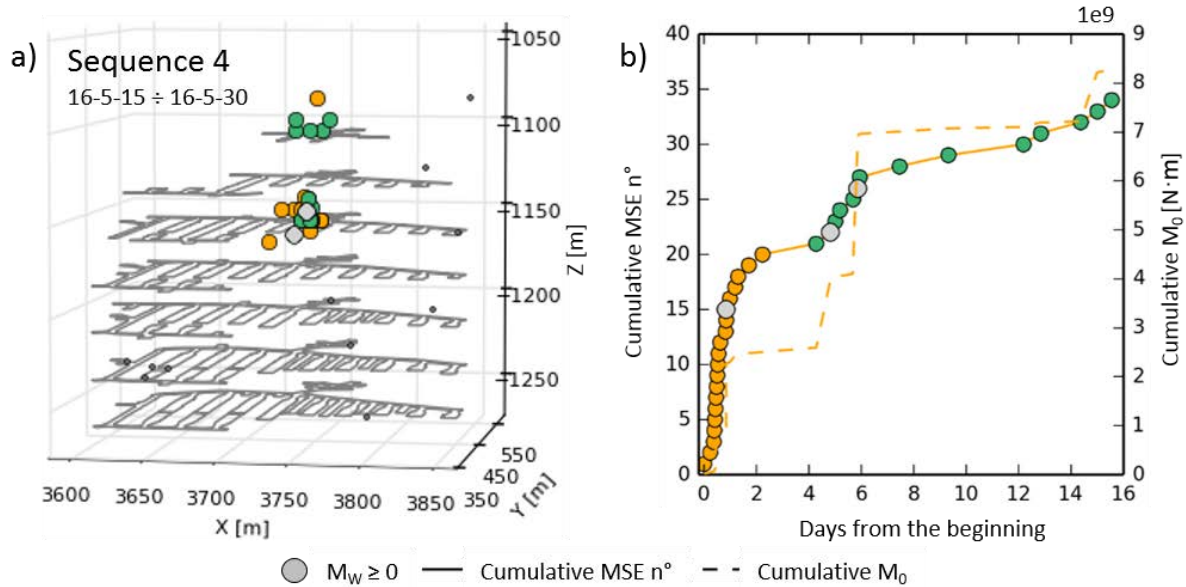 a)
Sequence 4
16-5-15 ÷ 16-5-30
1050
1100
1150
1200
1250
Z [m]
3600
3650
3700
3750
3800
3850
X [m]
350
450
550
Y [m]
b)
1e9
40
35
30
25
20
15
10
5
0
Cumulative MSE n°
9
8
7
6
5
4
3
2
1
0
Cumulative M₀ [N·m]
0 2 4 6 8 10 12 14 16
Days from the beginning
M_W ≥ 0 Cumulative MSE n° Cumulative M₀